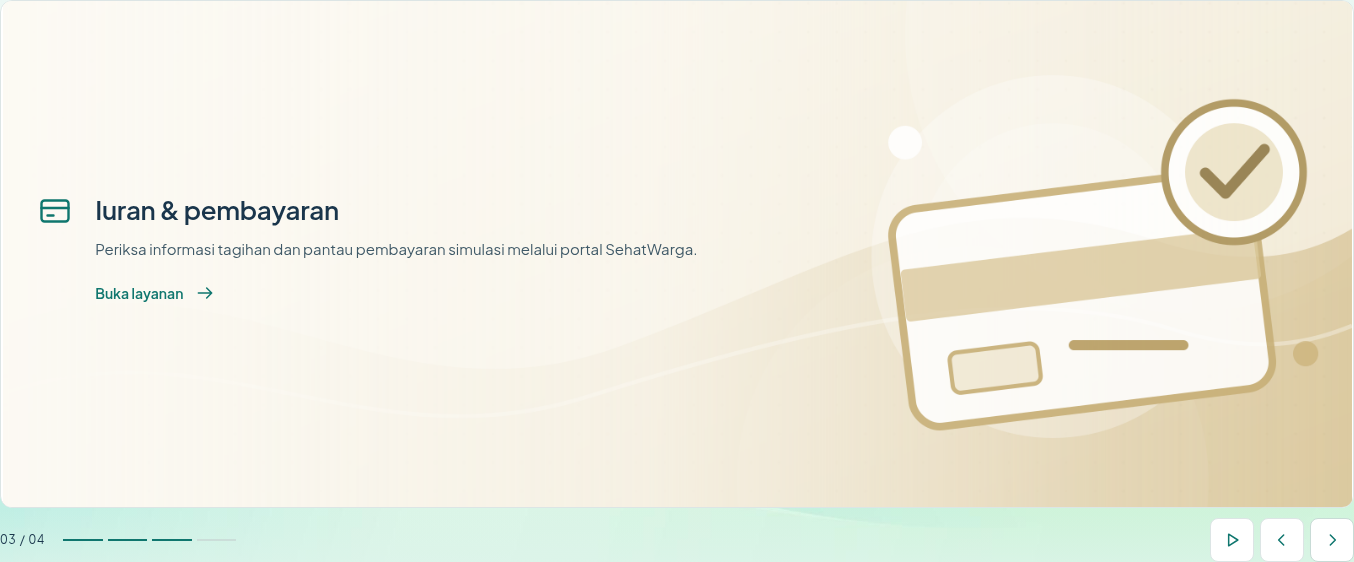 Iuran & pembayaran
Periksa informasi tagihan dan pantau pembayaran simulasi melalui portal SehatWarga.
Buka layanan
03 / 04